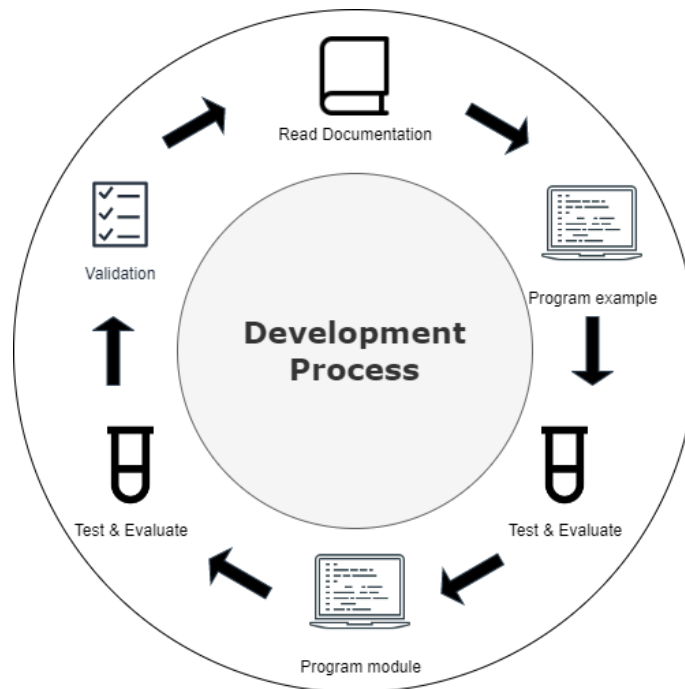 Read Documentation
Program example
Test & Evaluate
Program module
Test & Evaluate
Validation
Development
Process